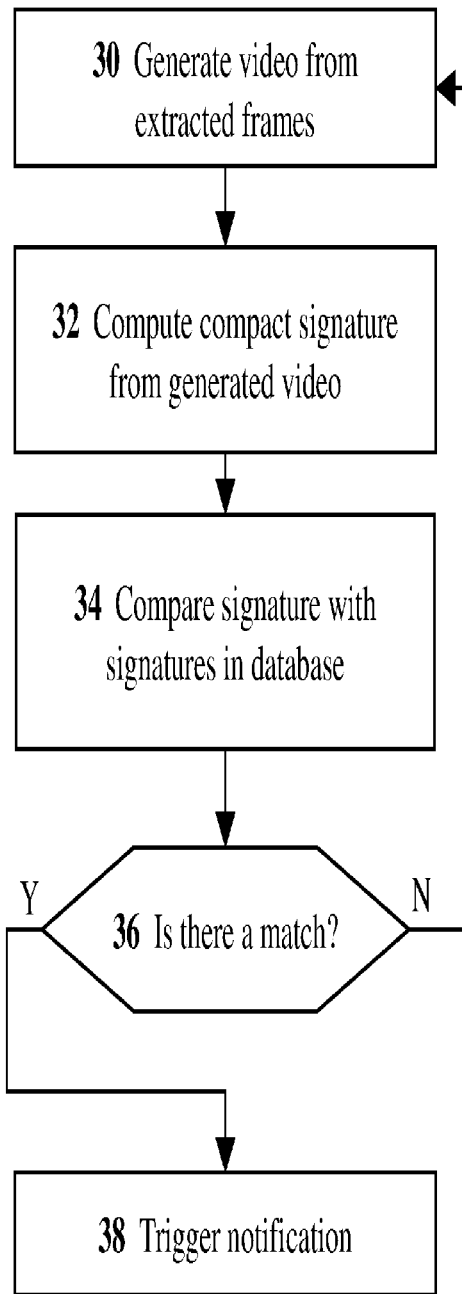 30 Generate video from
extracted frames
32 Compute compact signature
from generated video
34 Compare signature with
signatures in database
Y
36 Is there a match?
N
38 Trigger notification